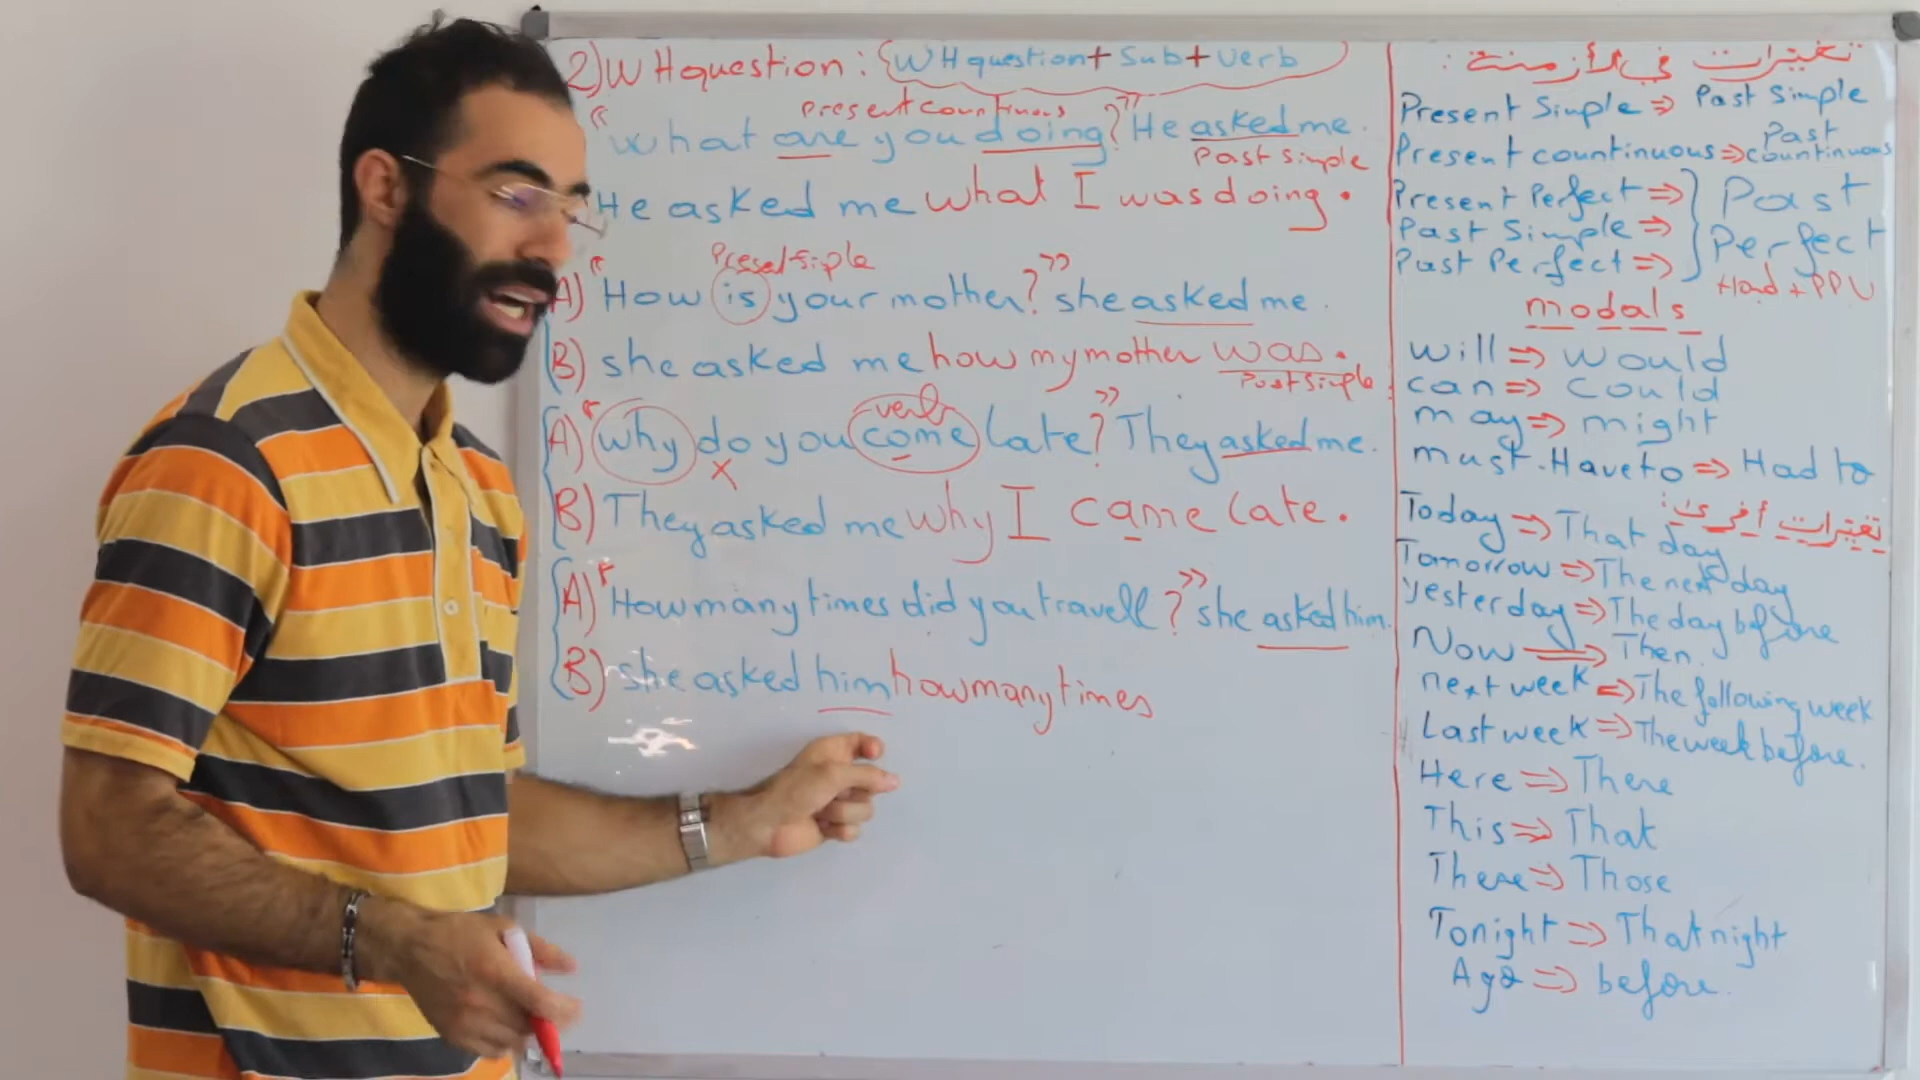 2) WH question: { WH question + Sub + verb
Present countinuous
"What are you doing?" He asked me.
Past Simple
He asked me what I was doing.
Present siple
A) "How is your mother?" she asked me.
B) she asked me how my mother was.
Past Simple
verb
A) "why do you come late?" They asked me.
X
B) They asked me why I came late.
A) "How many times did you travell?" she asked him.
B) she asked him how many times
تغيرات في الأزمنة:
Present Simple => Past Simple
Present countinuous => Past countinuous
Present Perfect =>
Past Simple =>
Past Perfect =>
} Past Perfect
Had + PPV
modals
will => would
can => could
may => might
must. Have to => Had to
تغيرات أخرى:
Today => That day
Tomorrow => The next day
yesterday => The day before
Now => Then.
next week => The following week
Last week => The week before.
Here => There
This => That
These => Those
Tonight => That night
Ago => before.